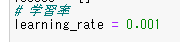 # 学習率
learning_rate = 0.001